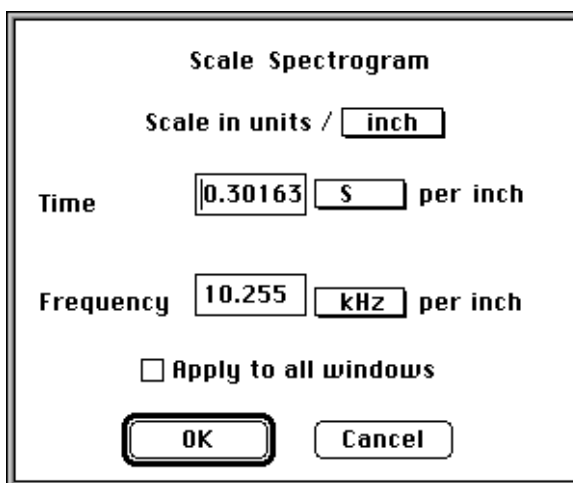 Scale Spectrogram
Scale in units / inch
Time 0.30163 S per inch
Frequency 10.255 kHz per inch
Apply to all windows
OK Cancel